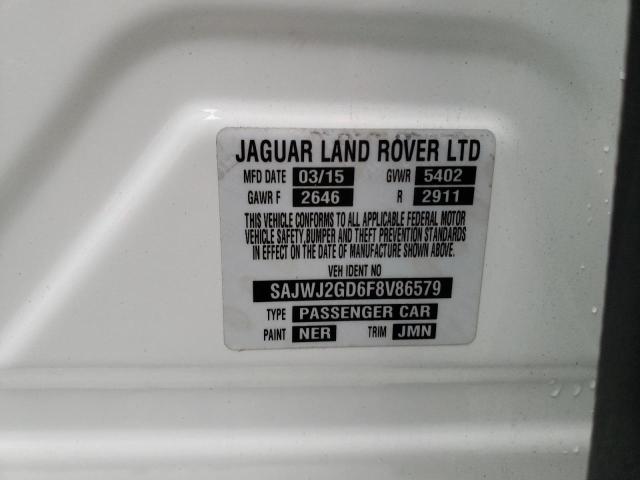 JAGUAR LAND ROVER LTD
MFD DATE 03/15 GVWR 5402
GAWR F 2646 R 2911
THIS VEHICLE CONFORMS TO ALL APPLICABLE FEDERAL MOTOR
VEHICLE SAFETY, BUMPER AND THEFT PREVENTION STANDARDS
IN EFFECT ON THE DATE OF MANUFACTURE SHOWN ABOVE.
VEH IDENT NO
SAJWJ2GD6F8V86579
TYPE PASSENGER CAR
PAINT NER TRIM JMN